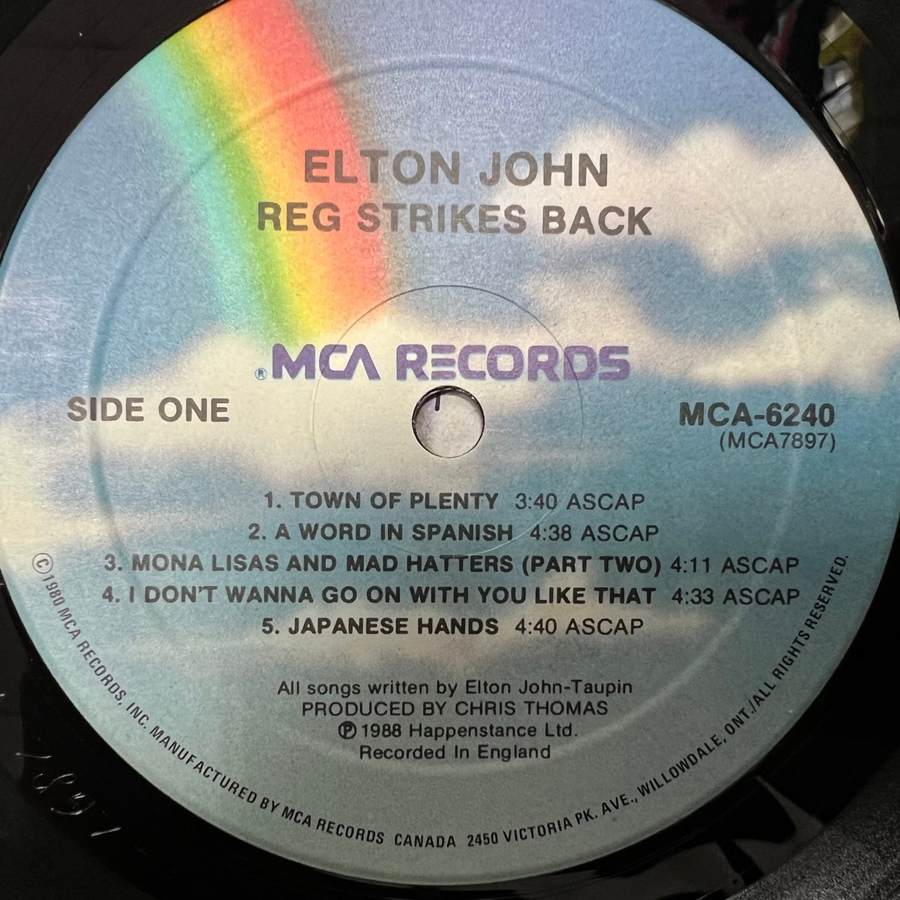 ELTON JOHN
REG STRIKES BACK
®MCA RECORDS
SIDE ONE
MCA-6240
(MCA7897)
1. TOWN OF PLENTY 3:40 ASCAP
2. A WORD IN SPANISH 4:38 ASCAP
3. MONA LISAS AND MAD HATTERS (PART TWO) 4:11 ASCAP
4. I DON'T WANNA GO ON WITH YOU LIKE THAT 4:33 ASCAP
5. JAPANESE HANDS 4:40 ASCAP
All songs written by Elton John-Taupin
PRODUCED BY CHRIS THOMAS
℗ 1988 Happenstance Ltd.
Recorded In England
©1980 MCA RECORDS, INC. MANUFACTURED BY MCA RECORDS CANADA 2450 VICTORIA PK. AVE., WILLOWDALE, ONT./ALL RIGHTS RESERVED.